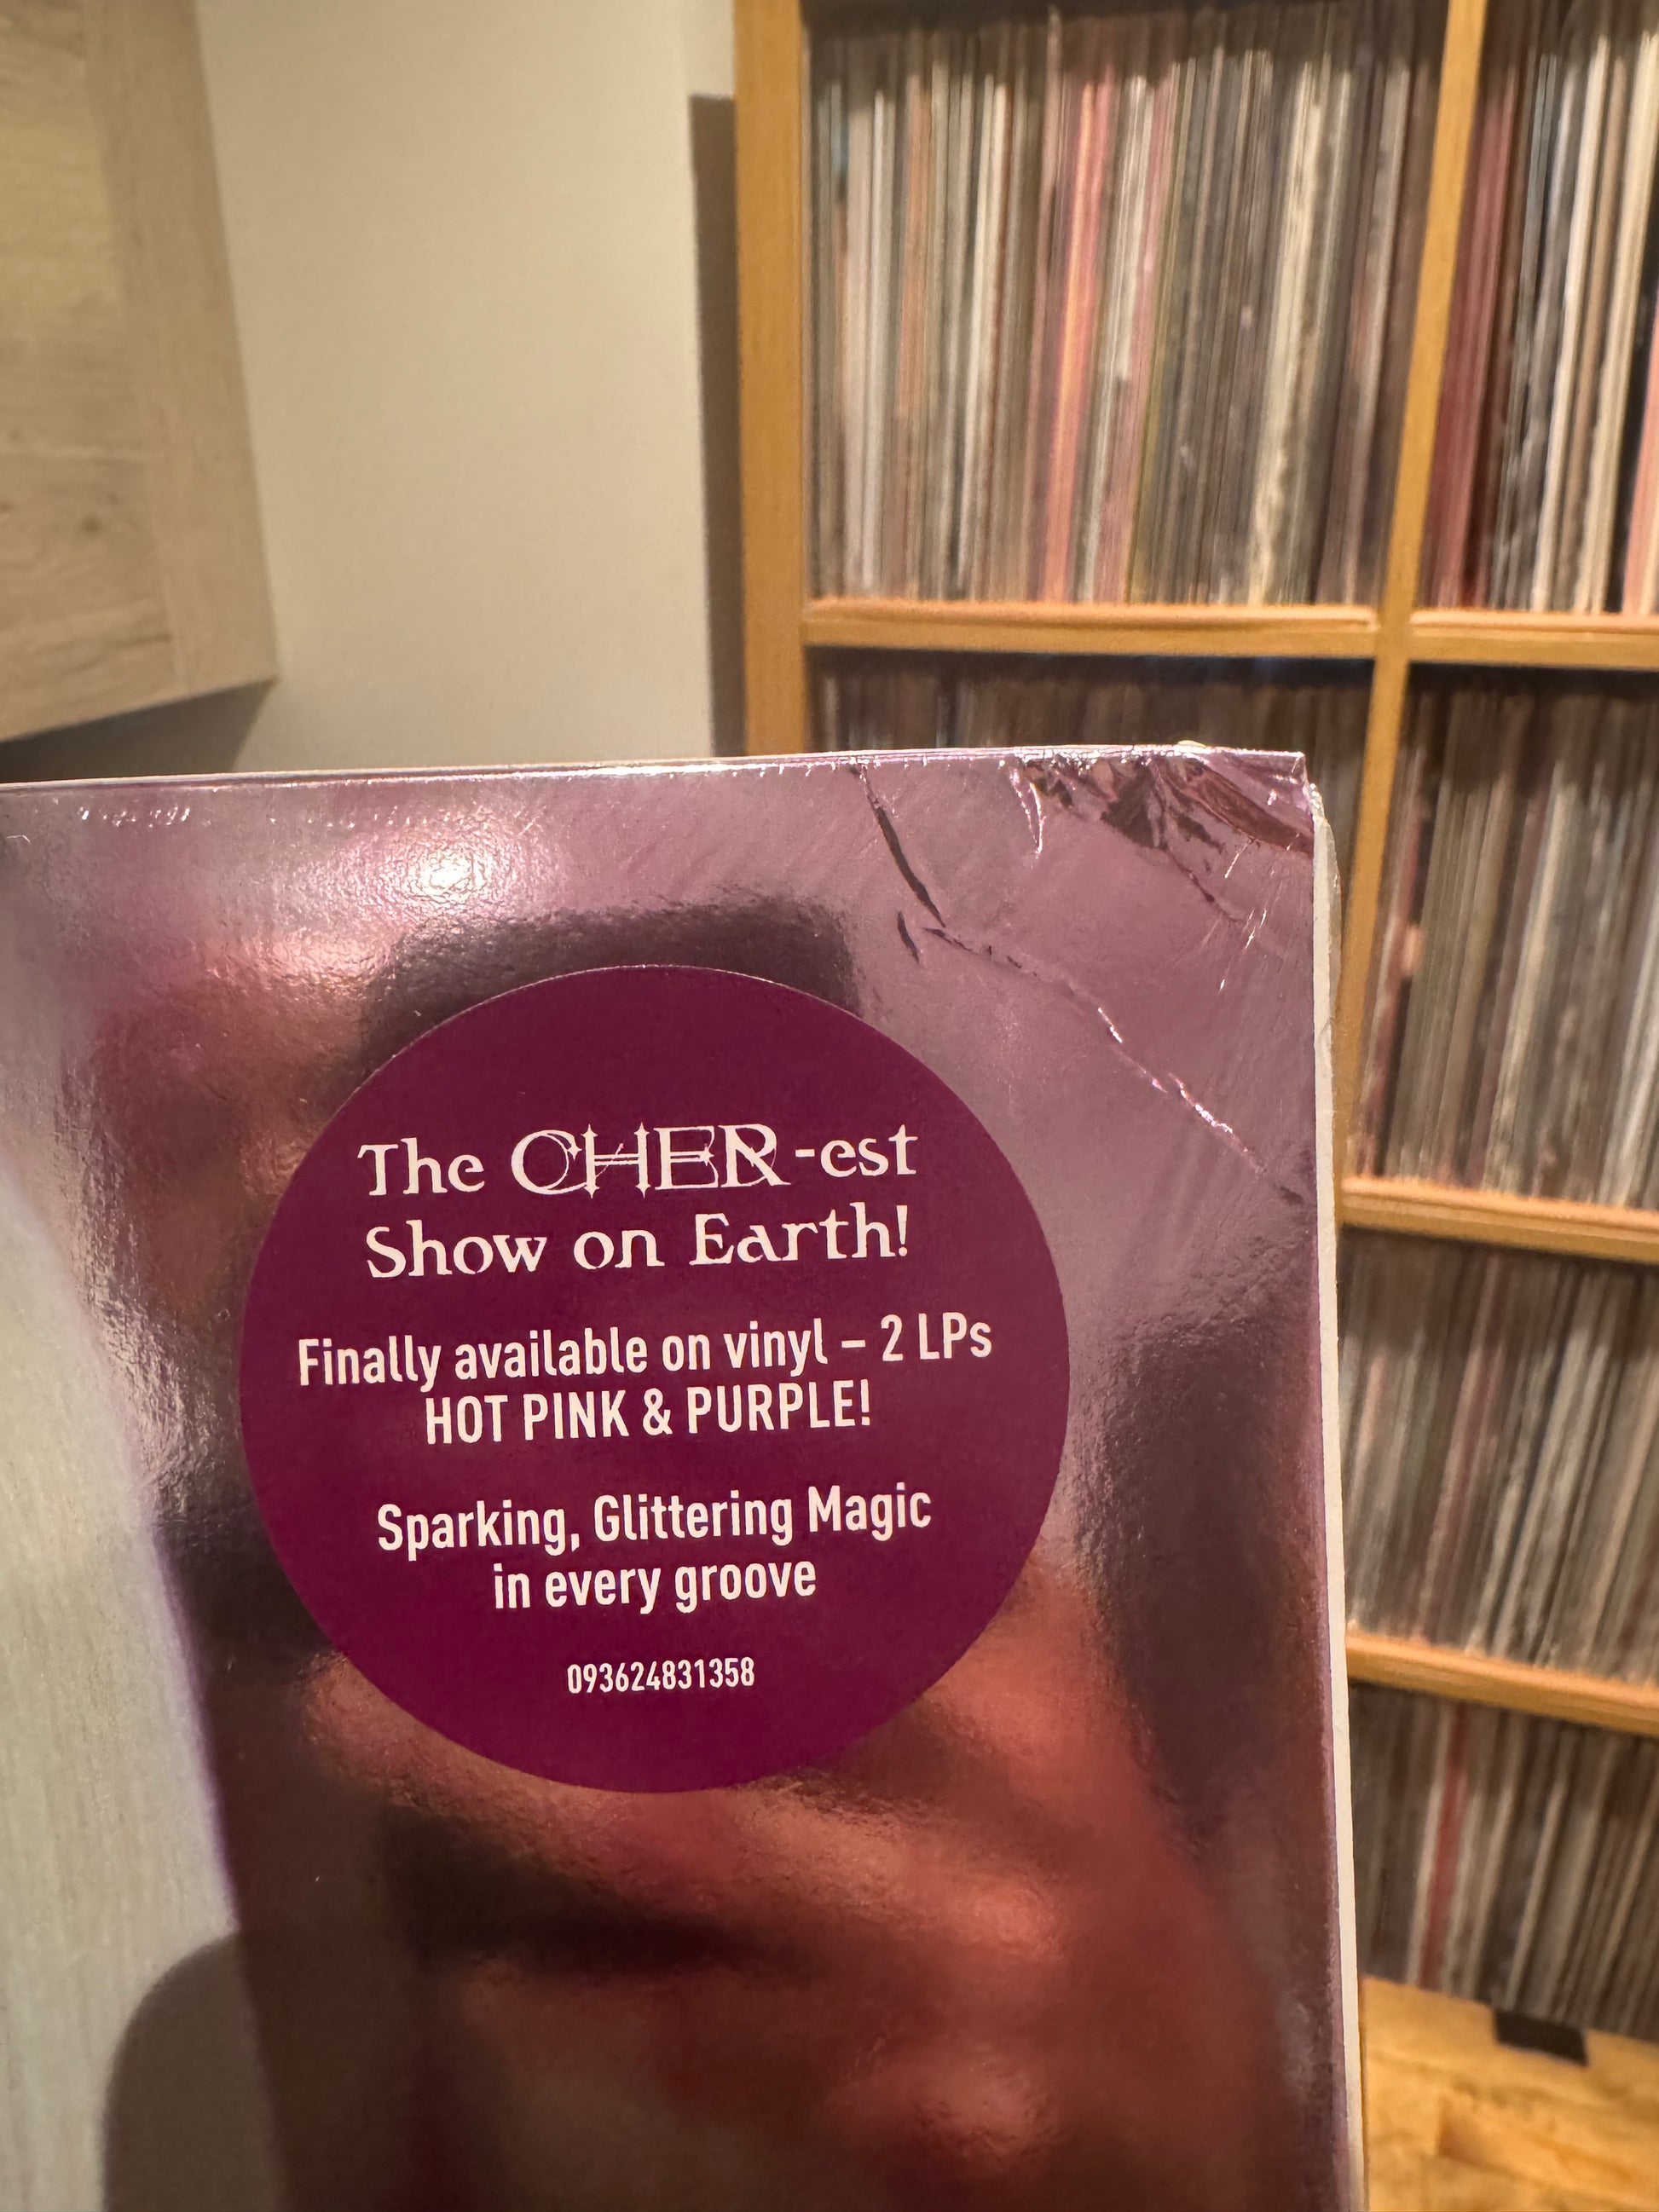 The CHER-est
Show on Earth!
Finally available on vinyl – 2 LPs
HOT PINK & PURPLE!
Sparking, Glittering Magic
in every groove
093624831358